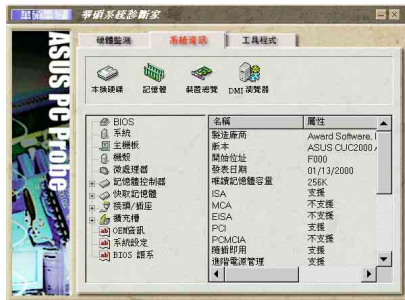 華碩系統診斷家
ASUS PC Probe
硬體監測
系統資訊
工具程式
本機硬碟
記憶體
裝置總覽
DMI 瀏覽器
BIOS
系統
主機板
機殼
微處理器
記憶體控制器
快取記憶體
接頭/插座
擴充槽
OEM資訊
系統設定
BIOS 語系
名稱 屬性
製造廠商 Award Software, I
版本 ASUS CUC2000
開始位址 F000
發表日期 01/13/2000
唯讀記憶體容量 256K
ISA 支援
MCA 不支援
EISA 不支援
PCI 支援
PCMCIA 不支援
隨插即用 支援
進階電源管理 支援